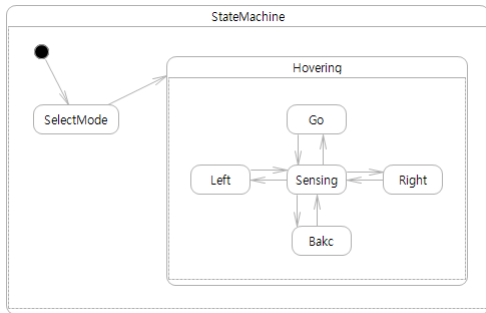 StateMachine
Hovering
SelectMode
Go
Left
Sensing
Right
Bakc